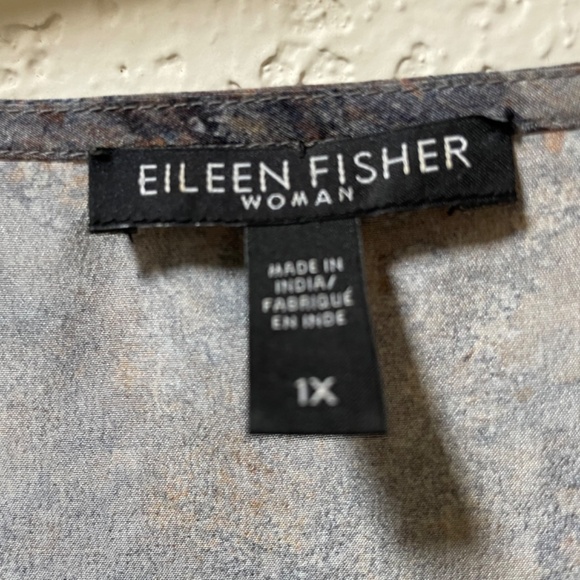 EILEEN FISHER
WOMAN
MADE IN
INDIA/
FABRIQUÉ
EN INDE
1X